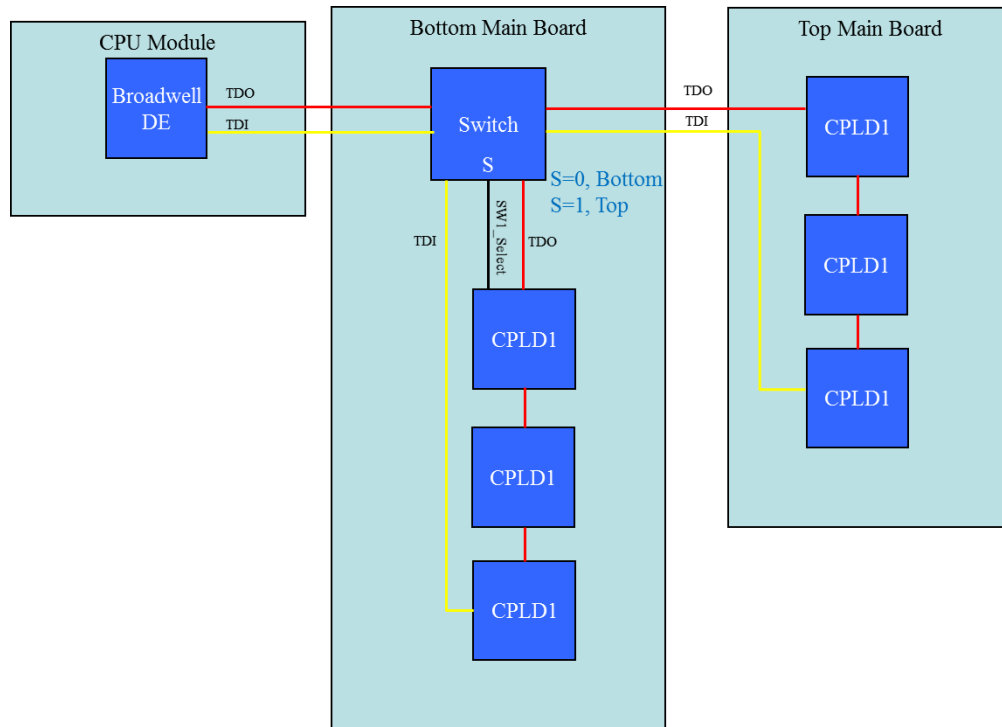 CPU Module
Broadwell
DE
TDO
TDI
Bottom Main Board
Switch
S
S=0, Bottom
S=1, Top
TDI
SW1_Select
TDO
CPLD1
CPLD1
CPLD1
Top Main Board
TDO
TDI
CPLD1
CPLD1
CPLD1